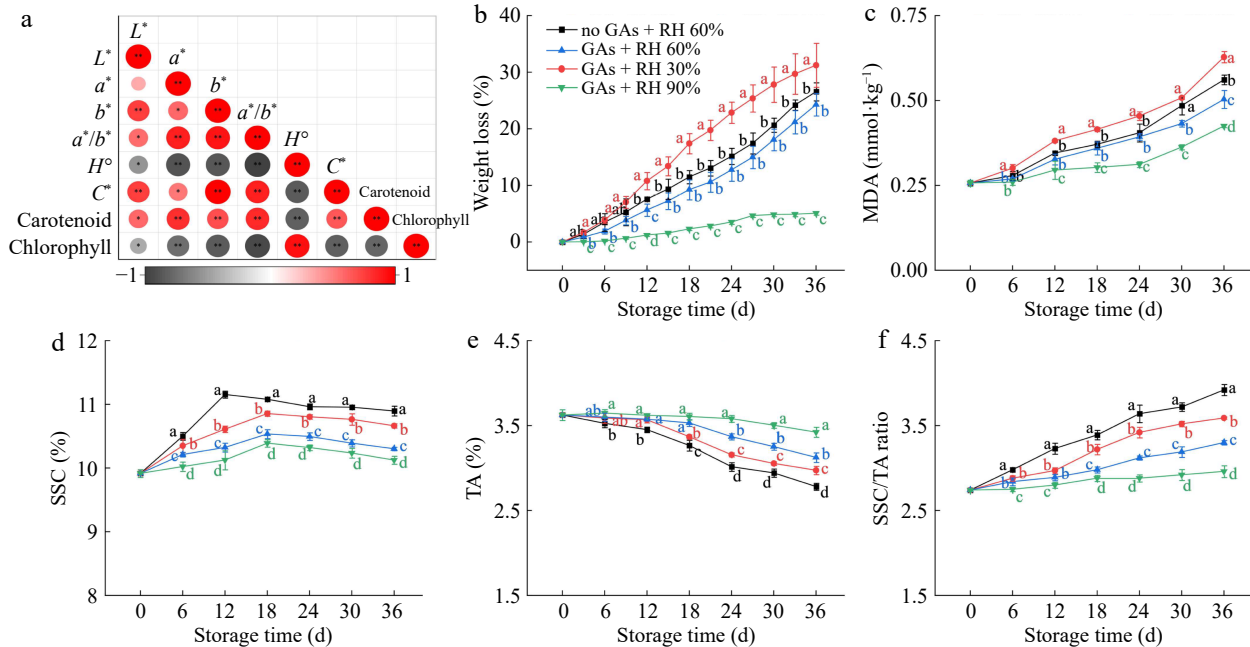 a
L*
L* ** a*
a* ** b*
b* ** * ** a*/b*
a*/b* * ** ** ** H°
H° * ** ** ** ** C*
C* ** * ** ** ** ** Carotenoid
Carotenoid * ** ** ** ** ** ** Chlorophyll
Chlorophyll * ** ** ** ** ** ** **
−1 1
b
no GAs + RH 60%
GAs + RH 60%
GAs + RH 30%
GAs + RH 90%
Weight loss (%)
40
30
20
10
0
0 6 12 18 24 30 36
Storage time (d)
c
MDA (mmol·kg⁻¹)
0.75
0.50
0.25
0.00
0 6 12 18 24 30 36
Storage time (d)
d
SSC (%)
12
11
10
9
8
0 6 12 18 24 30 36
Storage time (d)
e
TA (%)
4.5
3.5
2.5
1.5
0 6 12 18 24 30 36
Storage time (d)
f
SSC/TA ratio
4.5
3.5
2.5
1.5
0 6 12 18 24 30 36
Storage time (d)